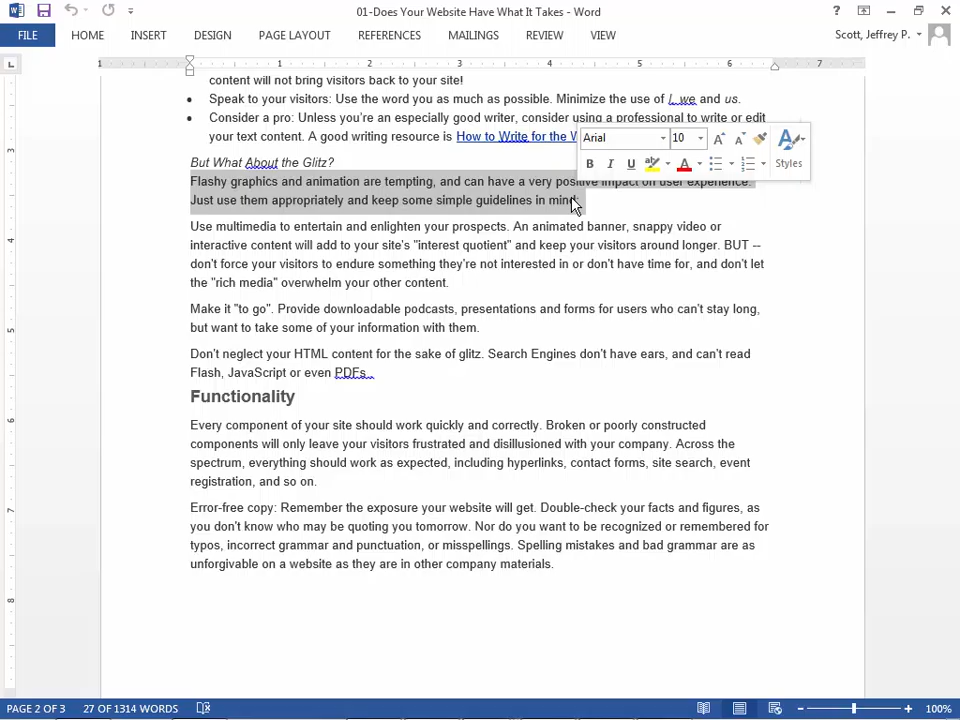 01-Does Your Website Have What It Takes - Word
?
FILE HOME INSERT DESIGN PAGE LAYOUT REFERENCES MAILINGS REVIEW VIEW Scott, Jeffrey P.
1 1 2 3 4 5 6 7
content will not bring visitors back to your site!
• Speak to your visitors: Use the word you as much as possible. Minimize the use of I, we and us.
• Consider a pro: Unless you're an especially good writer, consider using a professional to write or edit
your text content. A good writing resource is How to Write for the W
Arial 10
B I U ab A Styles
But What About the Glitz?
Flashy graphics and animation are tempting, and can have a very positive impact on user experience.
Just use them appropriately and keep some simple guidelines in mind:
Use multimedia to entertain and enlighten your prospects. An animated banner, snappy video or
interactive content will add to your site's "interest quotient" and keep your visitors around longer. BUT --
don't force your visitors to endure something they're not interested in or don't have time for, and don't let
the "rich media" overwhelm your other content.
Make it "to go". Provide downloadable podcasts, presentations and forms for users who can't stay long,
but want to take some of your information with them.
Don't neglect your HTML content for the sake of glitz. Search Engines don't have ears, and can't read
Flash, JavaScript or even PDFs .
Functionality
Every component of your site should work quickly and correctly. Broken or poorly constructed
components will only leave your visitors frustrated and disillusioned with your company. Across the
spectrum, everything should work as expected, including hyperlinks, contact forms, site search, event
registration, and so on.
Error-free copy: Remember the exposure your website will get. Double-check your facts and figures, as
you don't know who may be quoting you tomorrow. Nor do you want to be recognized or remembered for
typos, incorrect grammar and punctuation, or misspellings. Spelling mistakes and bad grammar are as
unforgivable on a website as they are in other company materials.
3
4
5
6
7
8
PAGE 2 OF 3 27 OF 1314 WORDS 100%